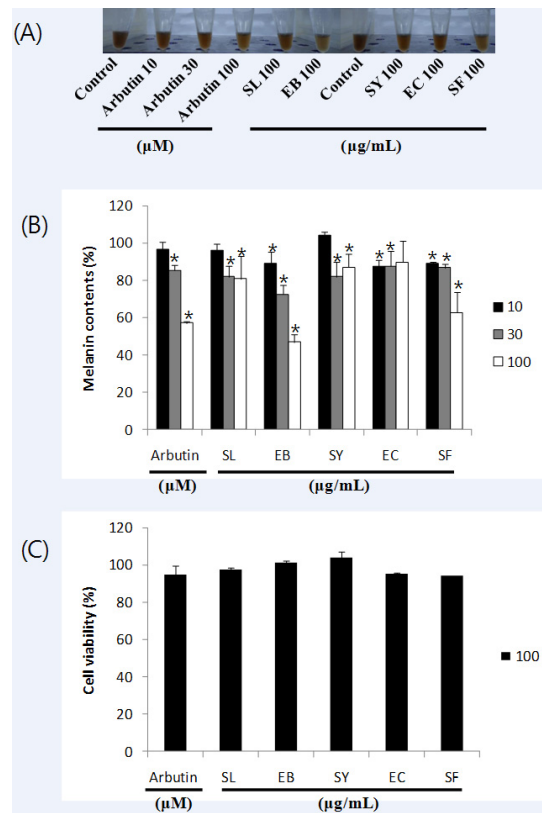 (A)
Control
Arbutin 10
Arbutin 30
Arbutin 100
SL 100
EB 100
Control
SY 100
EC 100
SF 100
(μM) (μg/mL)
(B)
Melanin contents (%)
120
100
80
60
40
20
0
* * * * * * * * * * * * *
10
30
100
Arbutin SL EB SY EC SF
(μM) (μg/mL)
(C)
Cell viability (%)
120
100
80
60
40
20
0
100
Arbutin SL EB SY EC SF
(μM) (μg/mL)